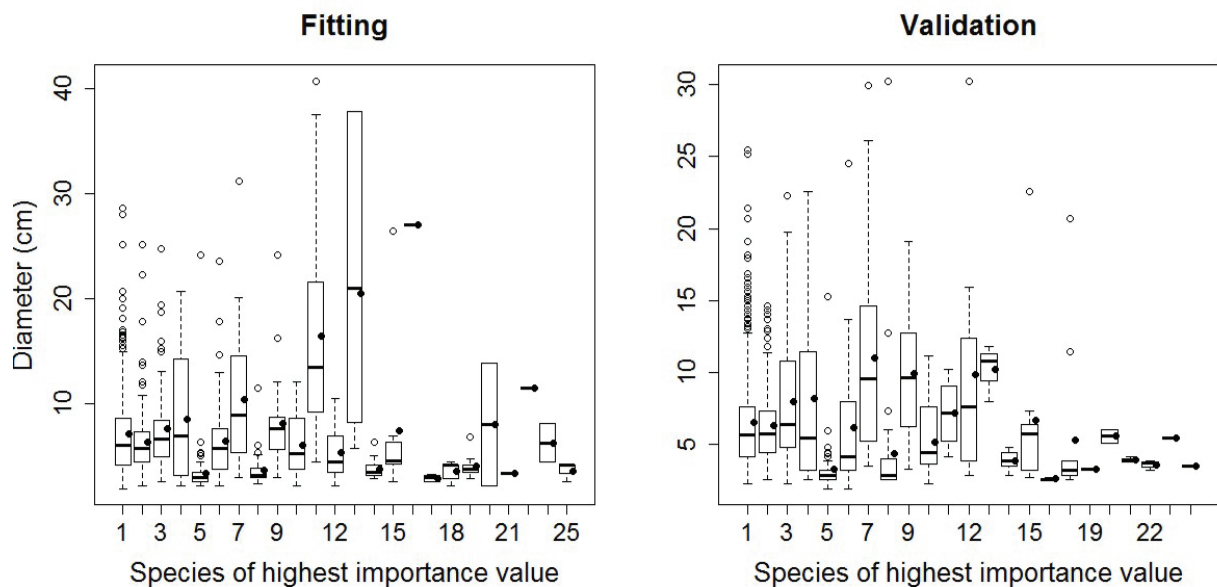 Fitting
Diameter (cm)
40
30
20
10
1 3 5 7 9 12 15 18 21 25
Species of highest importance value
Validation
30
25
20
15
10
5
1 3 5 7 9 12 15 19 22
Species of highest importance value